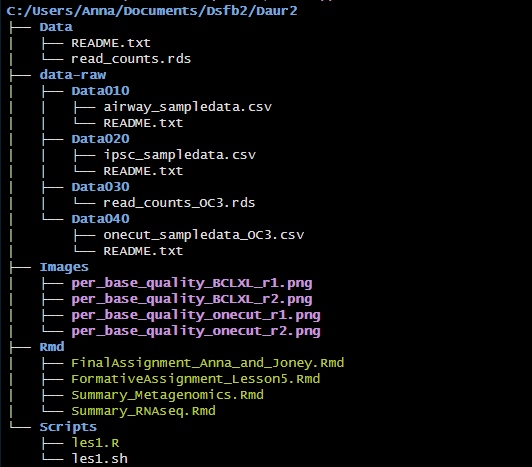 C:/Users/Anna/Documents/Dsfb2/Daur2
├── Data
│   ├── README.txt
│   └── read_counts.rds
├── data-raw
│   ├── Data010
│   │   ├── airway_sampledata.csv
│   │   └── README.txt
│   ├── Data020
│   │   ├── ipsc_sampledata.csv
│   │   └── README.txt
│   ├── Data030
│   │   └── read_counts_OC3.rds
│   └── Data040
│       ├── onecut_sampledata_OC3.csv
│       └── README.txt
├── Images
│   ├── per_base_quality_BCLXL_r1.png
│   ├── per_base_quality_BCLXL_r2.png
│   ├── per_base_quality_onecut_r1.png
│   └── per_base_quality_onecut_r2.png
├── Rmd
│   ├── FinalAssignment_Anna_and_Joney.Rmd
│   ├── FormativeAssignment_Lesson5.Rmd
│   ├── Summary_Metagenomics.Rmd
│   └── Summary_RNAseq.Rmd
└── Scripts
    ├── les1.R
    └── les1.sh